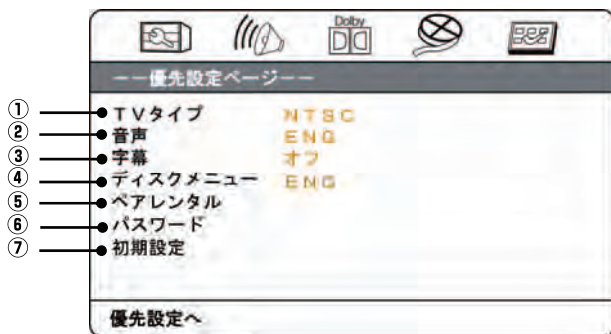 Dolby
ーー優先設定ページーー
① TVタイプ NTSC
② 音声 ENG
③ 字幕 オフ
④ ディスクメニュー ENG
⑤ ペアレンタル
⑥ パスワード
⑦ 初期設定
優先設定へ